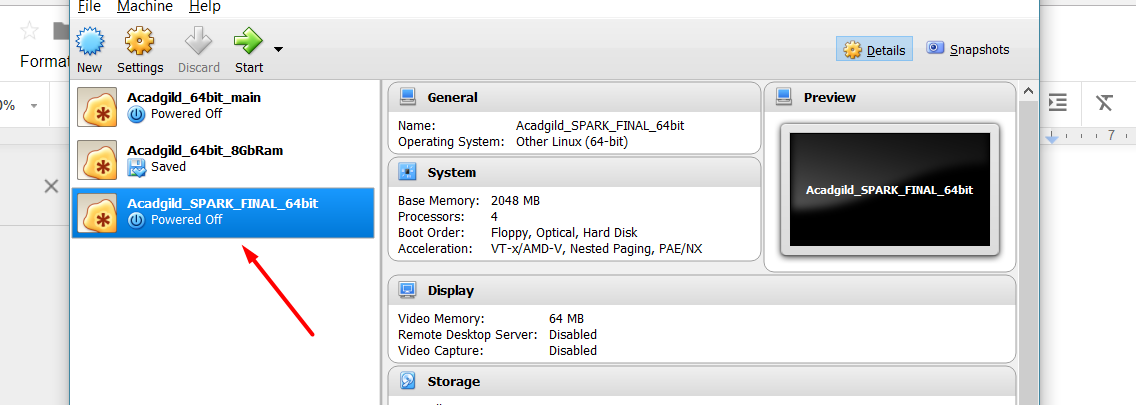 File Machine Help
Format
New Settings Discard Start
Details Snapshots
0%
7
Acadgild_64bit_main
Powered Off
Acadgild_64bit_8GbRam
Saved
Acadgild_SPARK_FINAL_64bit
Powered Off
General
Name: Acadgild_SPARK_FINAL_64bit
Operating System: Other Linux (64-bit)
System
Base Memory: 2048 MB
Processors: 4
Boot Order: Floppy, Optical, Hard Disk
Acceleration: VT-x/AMD-V, Nested Paging, PAE/NX
Preview
Acadgild_SPARK_FINAL_64bit
Display
Video Memory: 64 MB
Remote Desktop Server: Disabled
Video Capture: Disabled
Storage